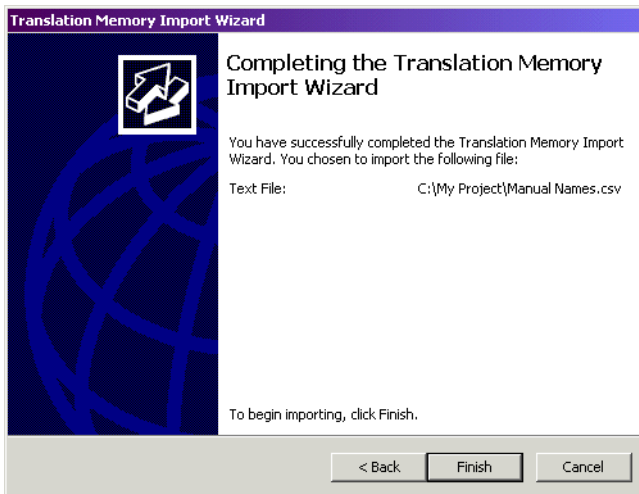 Translation Memory Import Wizard
Completing the Translation Memory
Import Wizard
You have successfully completed the Translation Memory Import
Wizard. You chosen to import the following file:
Text File: C:\My Project\Manual Names.csv
To begin importing, click Finish.
< Back Finish Cancel